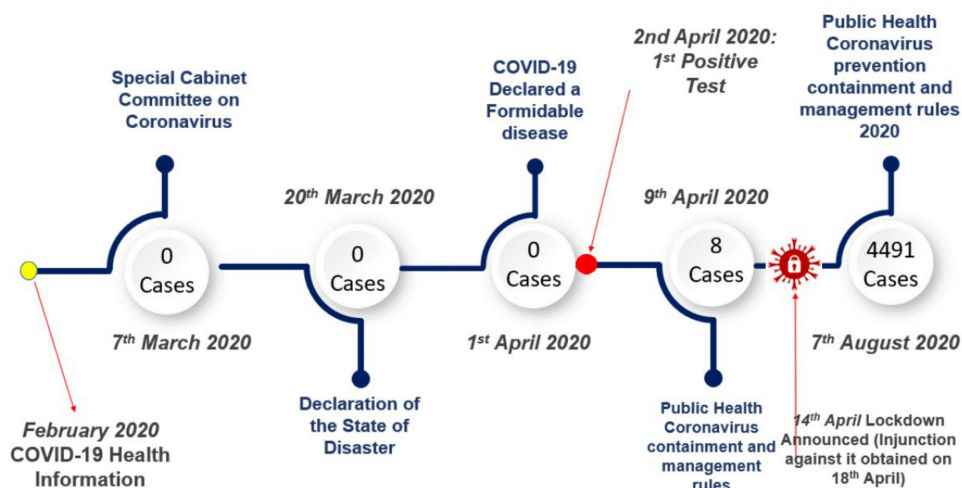 Special Cabinet
Committee on
Coronavirus
0
Cases
7th March 2020
February 2020
COVID-19 Health
Information
20th March 2020
0
Cases
Declaration of
the State of
Disaster
COVID-19
Declared a
Formidable
disease
0
Cases
1st April 2020
2nd April 2020:
1st Positive
Test
9th April 2020
8
Cases
Public Health
Coronavirus
containment and
management
rules
14th April Lockdown
Announced (Injunction
against it obtained on
18th April)
Public Health
Coronavirus
prevention
containment and
management rules
2020
4491
Cases
7th August 2020